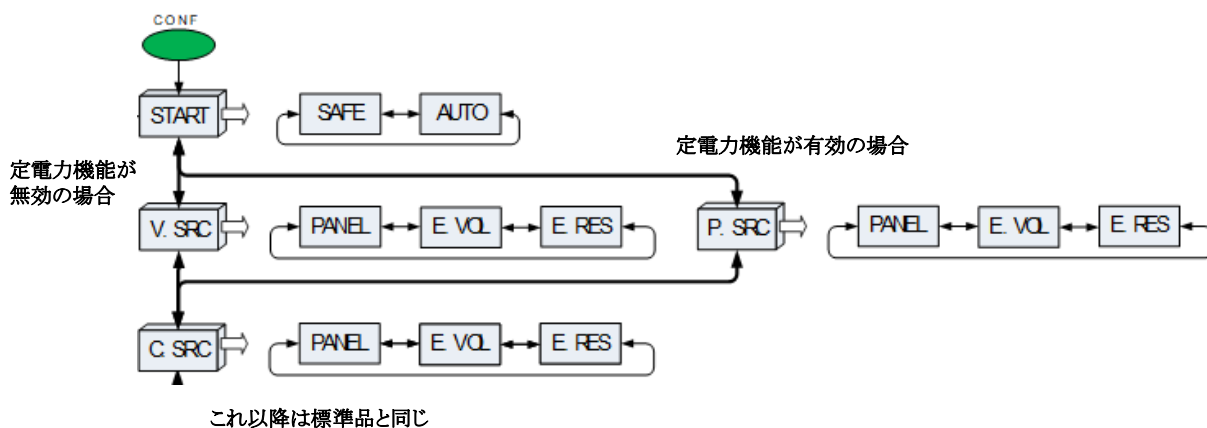 CONF
START
SAFE
AUTO
定電力機能が有効の場合
定電力機能が
無効の場合
V. SRC
PANEL
E. VOL
E. RES
P. SRC
PANEL
E. VOL
E. RES
C. SRC
PANEL
E. VOL
E. RES
これ以降は標準品と同じ